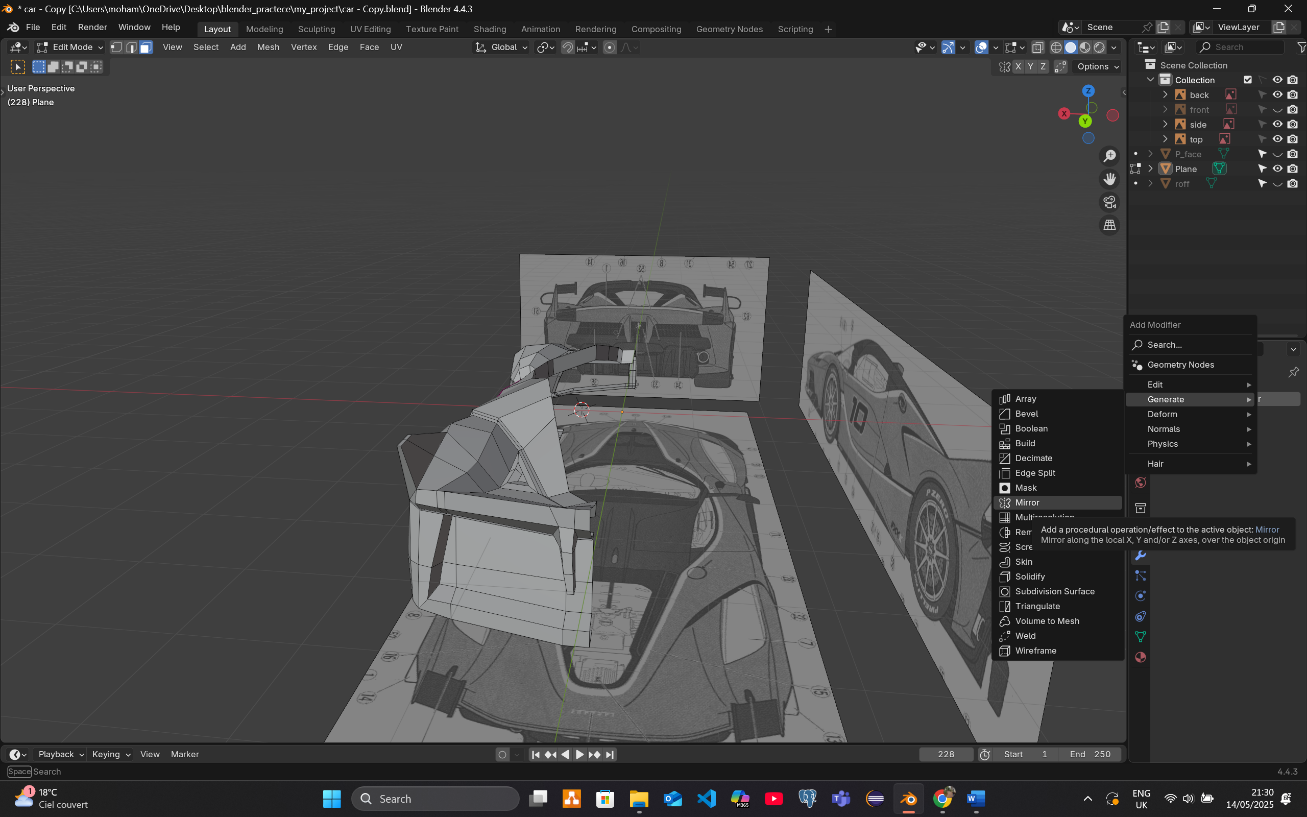 * car - Copy [C:\Users\moham\OneDrive\Desktop\blender_practece\my_project\car - Copy.blend] - Blender 4.4.3
File Edit Render Window Help Layout Modeling Sculpting UV Editing Texture Paint Shading Animation Rendering Compositing Geometry Nodes Scripting + Scene ViewLayer
Edit Mode View Select Add Mesh Vertex Edge Face UV Global Search
X Y Z Options
Scene Collection
User Perspective
(228) Plane
Collection
back
front
side
top
P_face
Plane
roff
Z
X
Y
Add Modifier
Search...
Geometry Nodes
Edit
Generate
Deform
Normals
Physics
Hair
Array
Bevel
Boolean
Build
Decimate
Edge Split
Mask
Mirror
Add a procedural operation/effect to the active object: Mirror
Mirror along the local X, Y and/or Z axes, over the object origin
Rem
Scre
Skin
Solidify
Subdivision Surface
Triangulate
Volume to Mesh
Weld
Wireframe
10
Playback Keying View Marker 228 Start 1 End 250
Space Search 4.4.3
1
18°C
Ciel couvert
Search
ENG
UK
21:30
14/05/2025